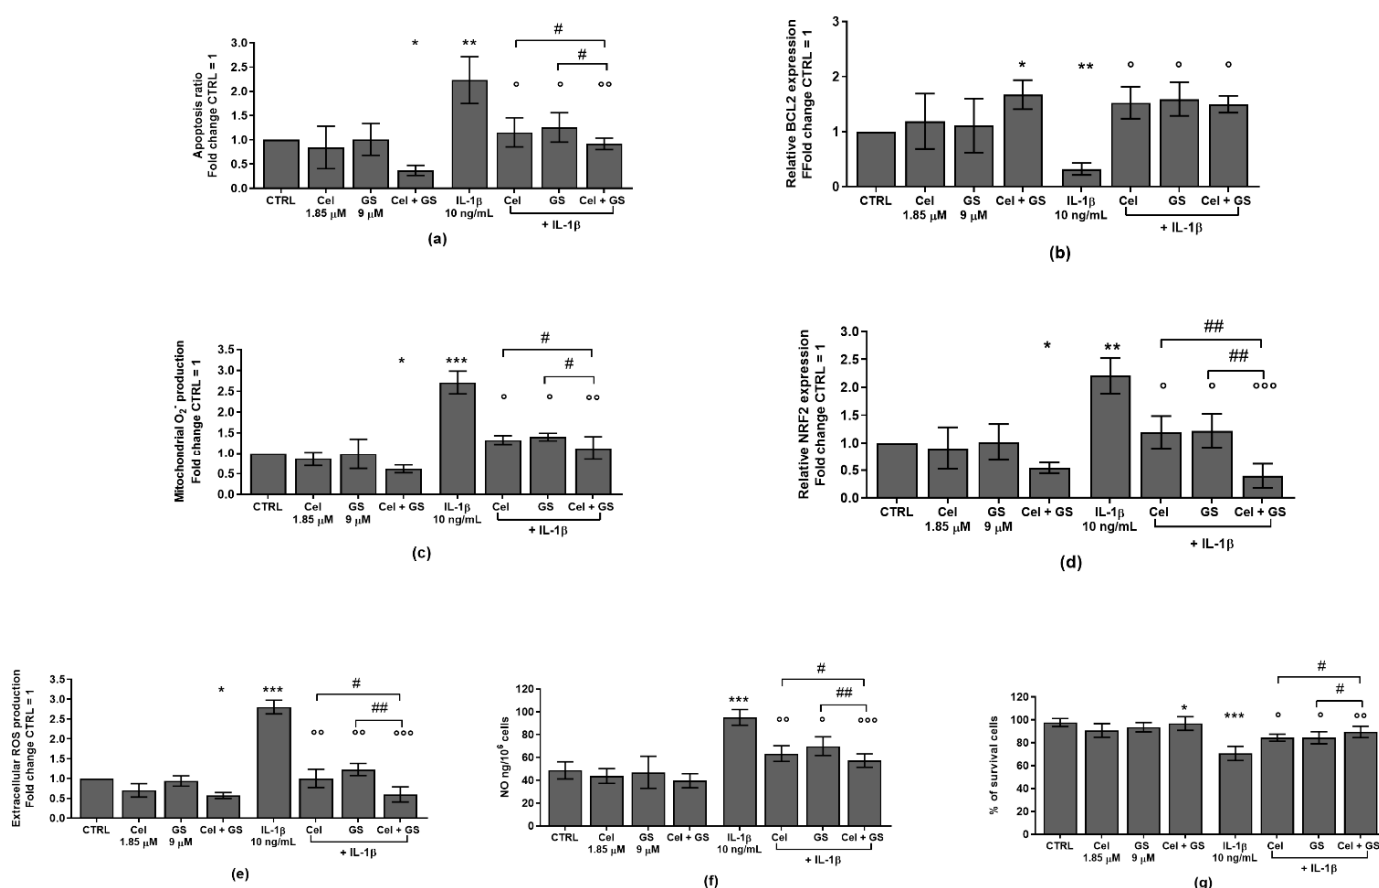 #
* ** #
° ° °°
Apoptosis ratio
Fold change CTRL = 1
3.0
2.5
2.0
1.5
1.0
0.5
0.0
CTRL Cel GS Cel + GS IL-1β Cel GS Cel + GS
1.85 μM 9 μM 10 ng/mL
+ IL-1β
(a)
* ** ° ° °
Relative BCL2 expression
FFold change CTRL = 1
3
2
1
0
CTRL Cel GS Cel + GS IL-1β Cel GS Cel + GS
1.85 μM 9 μM 10 ng/mL
+ IL-1β
(b)
#
* *** #
° ° °°
Mitochondrial O2- production
Fold change CTRL = 1
3.5
3.0
2.5
2.0
1.5
1.0
0.5
0.0
CTRL Cel GS Cel + GS IL-1β Cel GS Cel + GS
1.85 μM 9 μM 10 ng/mL
+ IL-1β
(c)
##
* ** ##
° ° °°°
Relative NRF2 expression
Fold change CTRL = 1
3.0
2.5
2.0
1.5
1.0
0.5
0.0
CTRL Cel GS Cel + GS IL-1β Cel GS Cel + GS
1.85 μM 9 μM 10 ng/mL
+ IL-1β
(d)
#
* *** ##
°° °° °°°
Extracellular ROS production
Fold change CTRL = 1
3.5
3.0
2.5
2.0
1.5
1.0
0.5
0.0
CTRL Cel GS Cel + GS IL-1β Cel GS Cel + GS
1.85 μM 9 μM 10 ng/mL
+ IL-1β
(e)
#
*** ##
°° ° °°°
NO ng/10⁶ cells
120
100
80
60
40
20
0
CTRL Cel GS Cel + GS IL-1β Cel GS Cel + GS
1.85 μM 9 μM 10 ng/mL
+ IL-1β
(f)
#
#
* *** ° ° °°
% of survival cells
120
100
80
60
40
20
0
CTRL Cel GS Cel + GS IL-1β Cel GS Cel + GS
1.85 μM 9 μM 10 ng/mL
+ IL-1β
(g)